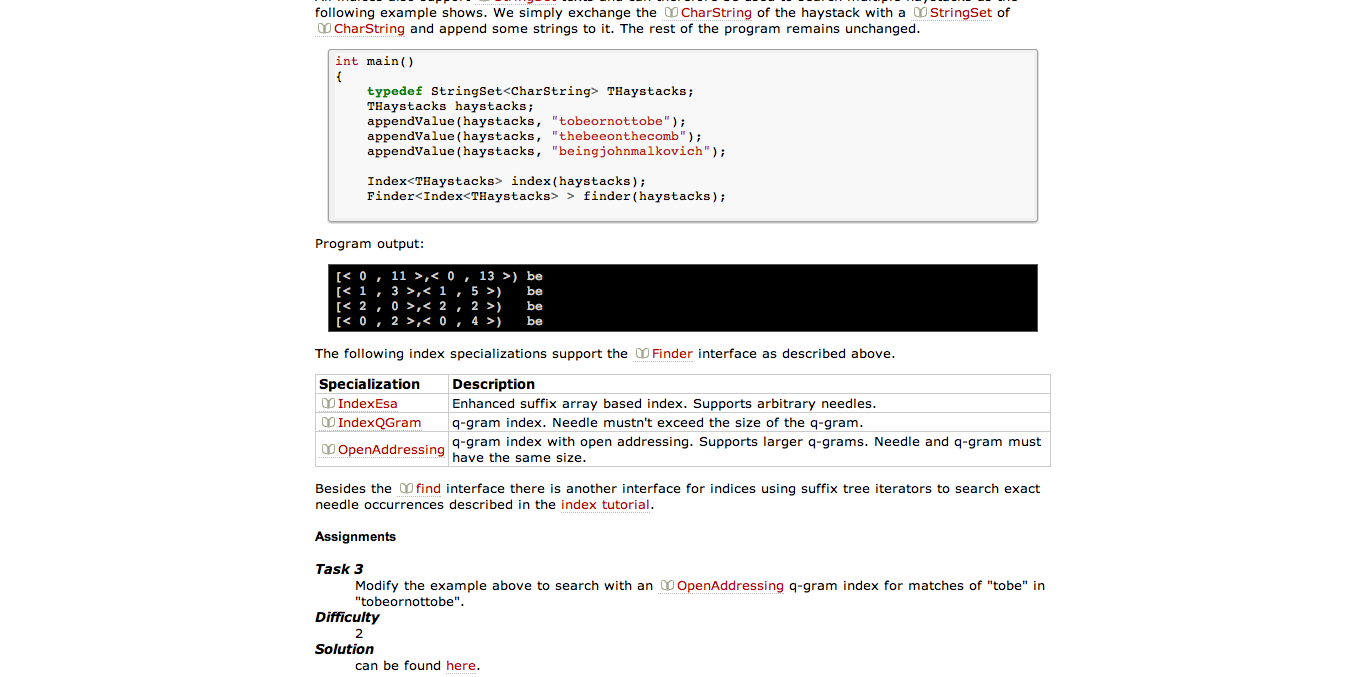 following example shows. We simply exchange the CharString of the haystack with a StringSet of
CharString and append some strings to it. The rest of the program remains unchanged.
int main()
{
    typedef StringSet<CharString> THaystacks;
    THaystacks haystacks;
    appendValue(haystacks, "tobeornottobe");
    appendValue(haystacks, "thebeeonthecomb");
    appendValue(haystacks, "beingjohnmalkovich");
    Index<THaystacks> index(haystacks);
    Finder<Index<THaystacks> > finder(haystacks);
Program output:
[< 0 , 11 >,< 0 , 13 >) be
[< 1 , 3 >,< 1 , 5 >)   be
[< 2 , 0 >,< 2 , 2 >)   be
[< 0 , 2 >,< 0 , 4 >)   be
The following index specializations support the Finder interface as described above.
Specialization Description
IndexEsa Enhanced suffix array based index. Supports arbitrary needles.
IndexQGram q-gram index. Needle mustn't exceed the size of the q-gram.
OpenAddressing q-gram index with open addressing. Supports larger q-grams. Needle and q-gram must
have the same size.
Besides the find interface there is another interface for indices using suffix tree iterators to search exact
needle occurrences described in the index tutorial.
Assignments
Task 3
Modify the example above to search with an OpenAddressing q-gram index for matches of "tobe" in
"tobeornottobe".
Difficulty
2
Solution
can be found here.